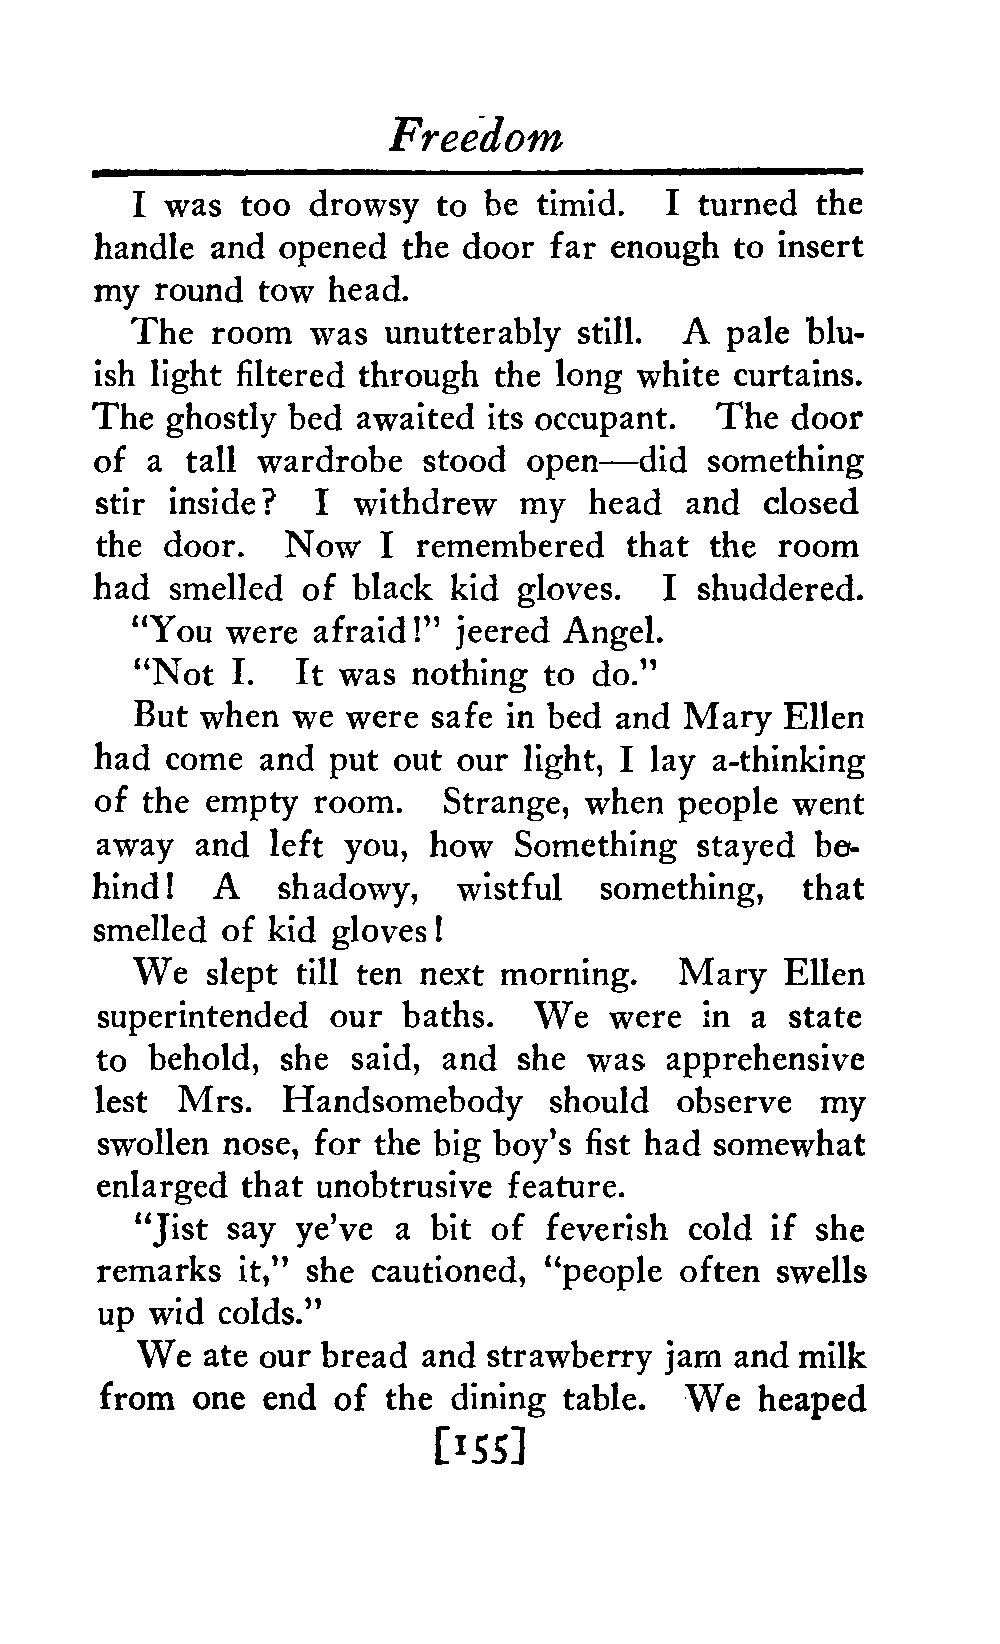 Freedom
I was too drowsy to be timid. I turned the
handle and opened the door far enough to insert
my round tow head.
The room was unutterably still. A pale blu-
ish light filtered through the long white curtains.
The ghostly bed awaited its occupant. The door
of a tall wardrobe stood open—did something
stir inside? I withdrew my head and closed
the door. Now I remembered that the room
had smelled of black kid gloves. I shuddered.
"You were afraid!" jeered Angel.
"Not I. It was nothing to do."
But when we were safe in bed and Mary Ellen
had come and put out our light, I lay a-thinking
of the empty room. Strange, when people went
away and left you, how Something stayed be-
hind! A shadowy, wistful something, that
smelled of kid gloves!
We slept till ten next morning. Mary Ellen
superintended our baths. We were in a state
to behold, she said, and she was apprehensive
lest Mrs. Handsomebody should observe my
swollen nose, for the big boy's fist had somewhat
enlarged that unobtrusive feature.
"Jist say ye've a bit of feverish cold if she
remarks it," she cautioned, "people often swells
up wid colds."
We ate our bread and strawberry jam and milk
from one end of the dining table. We heaped
[155]